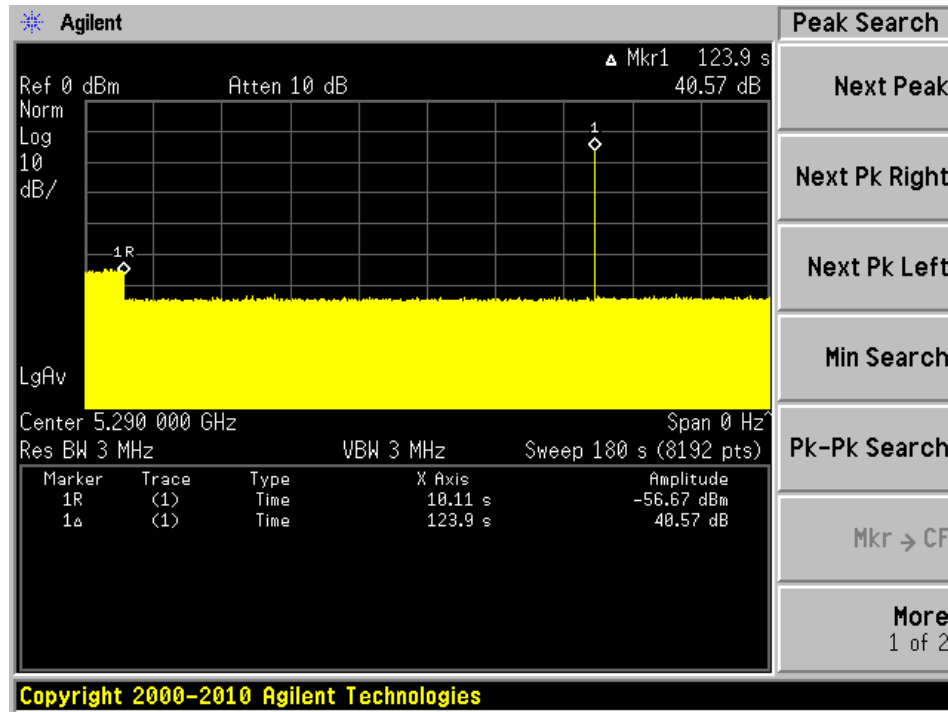 Agilent
Peak Search
Δ Mkr1 123.9 s
Ref 0 dBm Atten 10 dB 40.57 dB
Norm
Log
10
dB/
1
1R
LgAv
Center 5.290 000 GHz Span 0 Hz^
Res BW 3 MHz VBW 3 MHz Sweep 180 s (8192 pts)
Marker Trace Type X Axis Amplitude
1R (1) Time 10.11 s -56.67 dBm
1Δ (1) Time 123.9 s 40.57 dB
Next Peak
Next Pk Right
Next Pk Left
Min Search
Pk-Pk Search
Mkr → CF
More
1 of 2
Copyright 2000-2010 Agilent Technologies